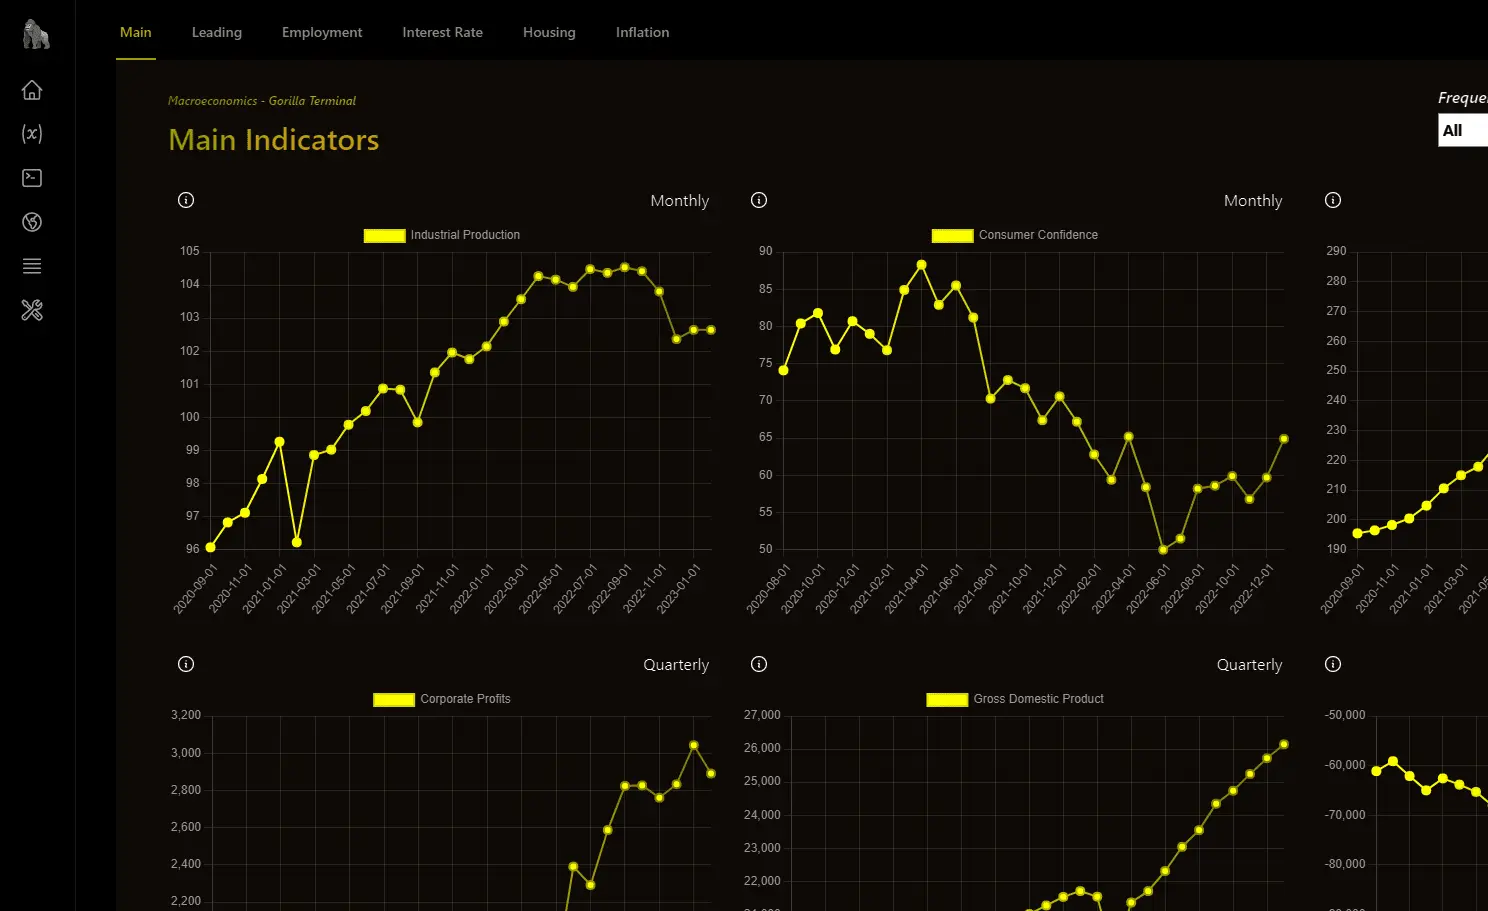 Main Leading Employment Interest Rate Housing Inflation
Macroeconomics - Gorilla Terminal
Main Indicators
Freque
All
Monthly
Industrial Production
105
104
103
102
101
100
99
98
97
96
2020-09-01 2020-11-01 2021-01-01 2021-03-01 2021-05-01 2021-07-01 2021-09-01 2021-11-01 2022-01-01 2022-03-01 2022-05-01 2022-07-01 2022-09-01 2022-11-01 2023-01-01
Monthly
Consumer Confidence
90
85
80
75
70
65
60
55
50
2020-08-01 2020-10-01 2020-12-01 2021-02-01 2021-04-01 2021-06-01 2021-08-01 2021-10-01 2021-12-01 2022-02-01 2022-04-01 2022-06-01 2022-08-01 2022-10-01 2022-12-01
290
280
270
260
250
240
230
220
210
200
190
2020-09-01 2020-11-01 2021-01-01 2021-03-01
Quarterly
Corporate Profits
3,200
3,000
2,800
2,600
2,400
2,200
Quarterly
Gross Domestic Product
27,000
26,000
25,000
24,000
23,000
22,000
-50,000
-60,000
-70,000
-80,000